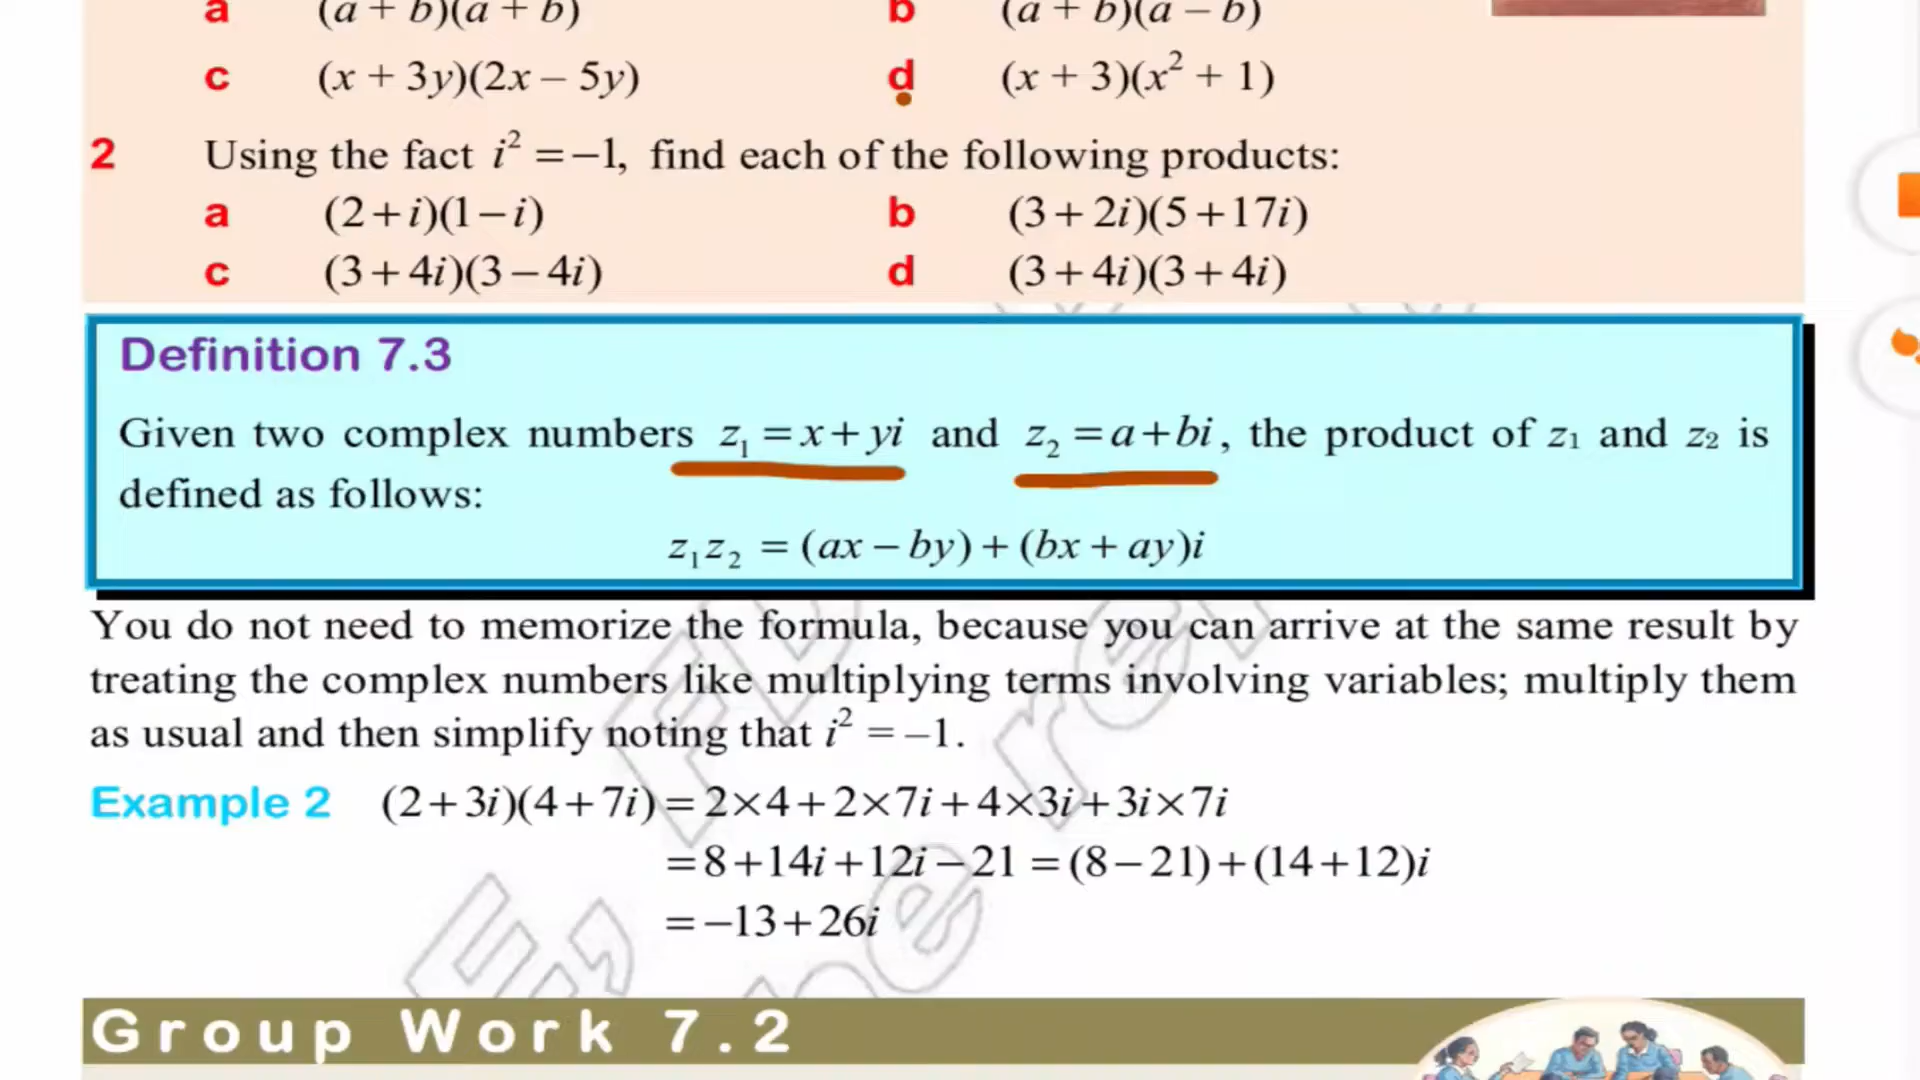 a (a + b)(a + b) b (a + b)(a − b)
c (x + 3y)(2x − 5y) d (x + 3)(x² + 1)
2 Using the fact i² = −1, find each of the following products:
a (2+i)(1−i) b (3+2i)(5+17i)
c (3+4i)(3−4i) d (3+4i)(3+4i)
Definition 7.3
Given two complex numbers z₁ = x+yi and z₂ = a+bi, the product of z₁ and z₂ is
defined as follows:
z₁z₂ = (ax − by) + (bx + ay)i
You do not need to memorize the formula, because you can arrive at the same result by
treating the complex numbers like multiplying terms involving variables; multiply them
as usual and then simplify noting that i² = −1.
Example 2 (2+3i)(4+7i) = 2×4+2×7i+4×3i+3i×7i
=8+14i+12i−21 = (8−21)+(14+12)i
=−13+26i
Group Work 7.2